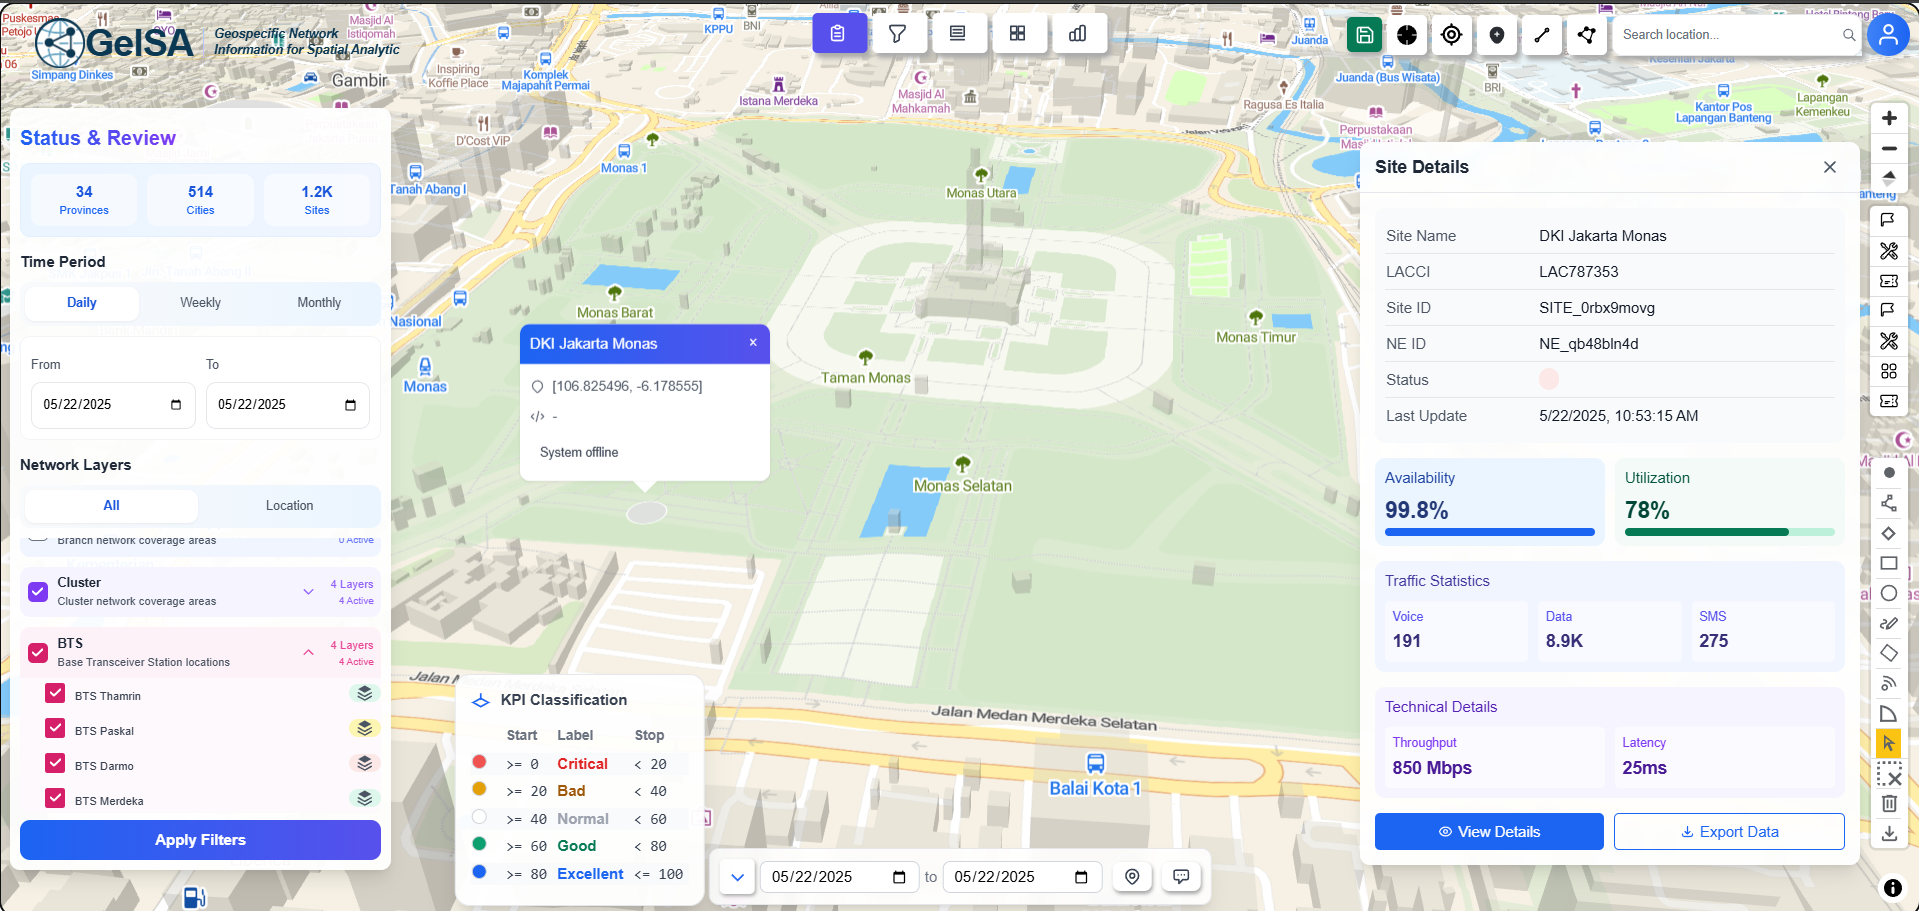 Puskesmas
Petojo U
06
GeISA
Geospecific Network
Information for Spatial Analytic
Simpang Dinkes
Masjid Al
Istiqomah
Gambir
Inspiring
Koffie Place
Komplek
Majapahit Permai
KPPU
BNI
Istana Merdeka
Masjid Al
Mahkamah
Juanda
Juanda (Bus Wisata)
BRI
Ragusa Es Italia
Perpustakaan
Kantor Pos
Lapangan Banteng
Lapangan
Kemenkeu
Search location...
D'Cost VIP
Monas 1
Tanah Abang I
Nasional
Monas
Monas Utara
Monas Barat
Monas Timur
Taman Monas
Monas Selatan
Jalan Medan Merdeka Selatan
Balai Kota 1
Status & Review
34
Provinces
514
Cities
1.2K
Sites
Time Period
Daily
Weekly
Monthly
From
To
05/22/2025
05/22/2025
Network Layers
All
Location
Branch network coverage areas
0 Active
Cluster
Cluster network coverage areas
4 Layers
4 Active
BTS
Base Transceiver Station locations
4 Layers
4 Active
BTS Thamrin
BTS Paskal
BTS Darmo
BTS Merdeka
Apply Filters
DKI Jakarta Monas
×
[106.825496, -6.178555]
</> -
System offline
KPI Classification
Start Label Stop
>= 0 Critical < 20
>= 20 Bad < 40
>= 40 Normal < 60
>= 60 Good < 80
>= 80 Excellent <= 100
05/22/2025 to 05/22/2025
Site Details
Site Name DKI Jakarta Monas
LACCI LAC787353
Site ID SITE_0rbx9movg
NE ID NE_qb48bln4d
Status
Last Update 5/22/2025, 10:53:15 AM
Availability
99.8%
Utilization
78%
Traffic Statistics
Voice
191
Data
8.9K
SMS
275
Technical Details
Throughput
850 Mbps
Latency
25ms
View Details
Export Data